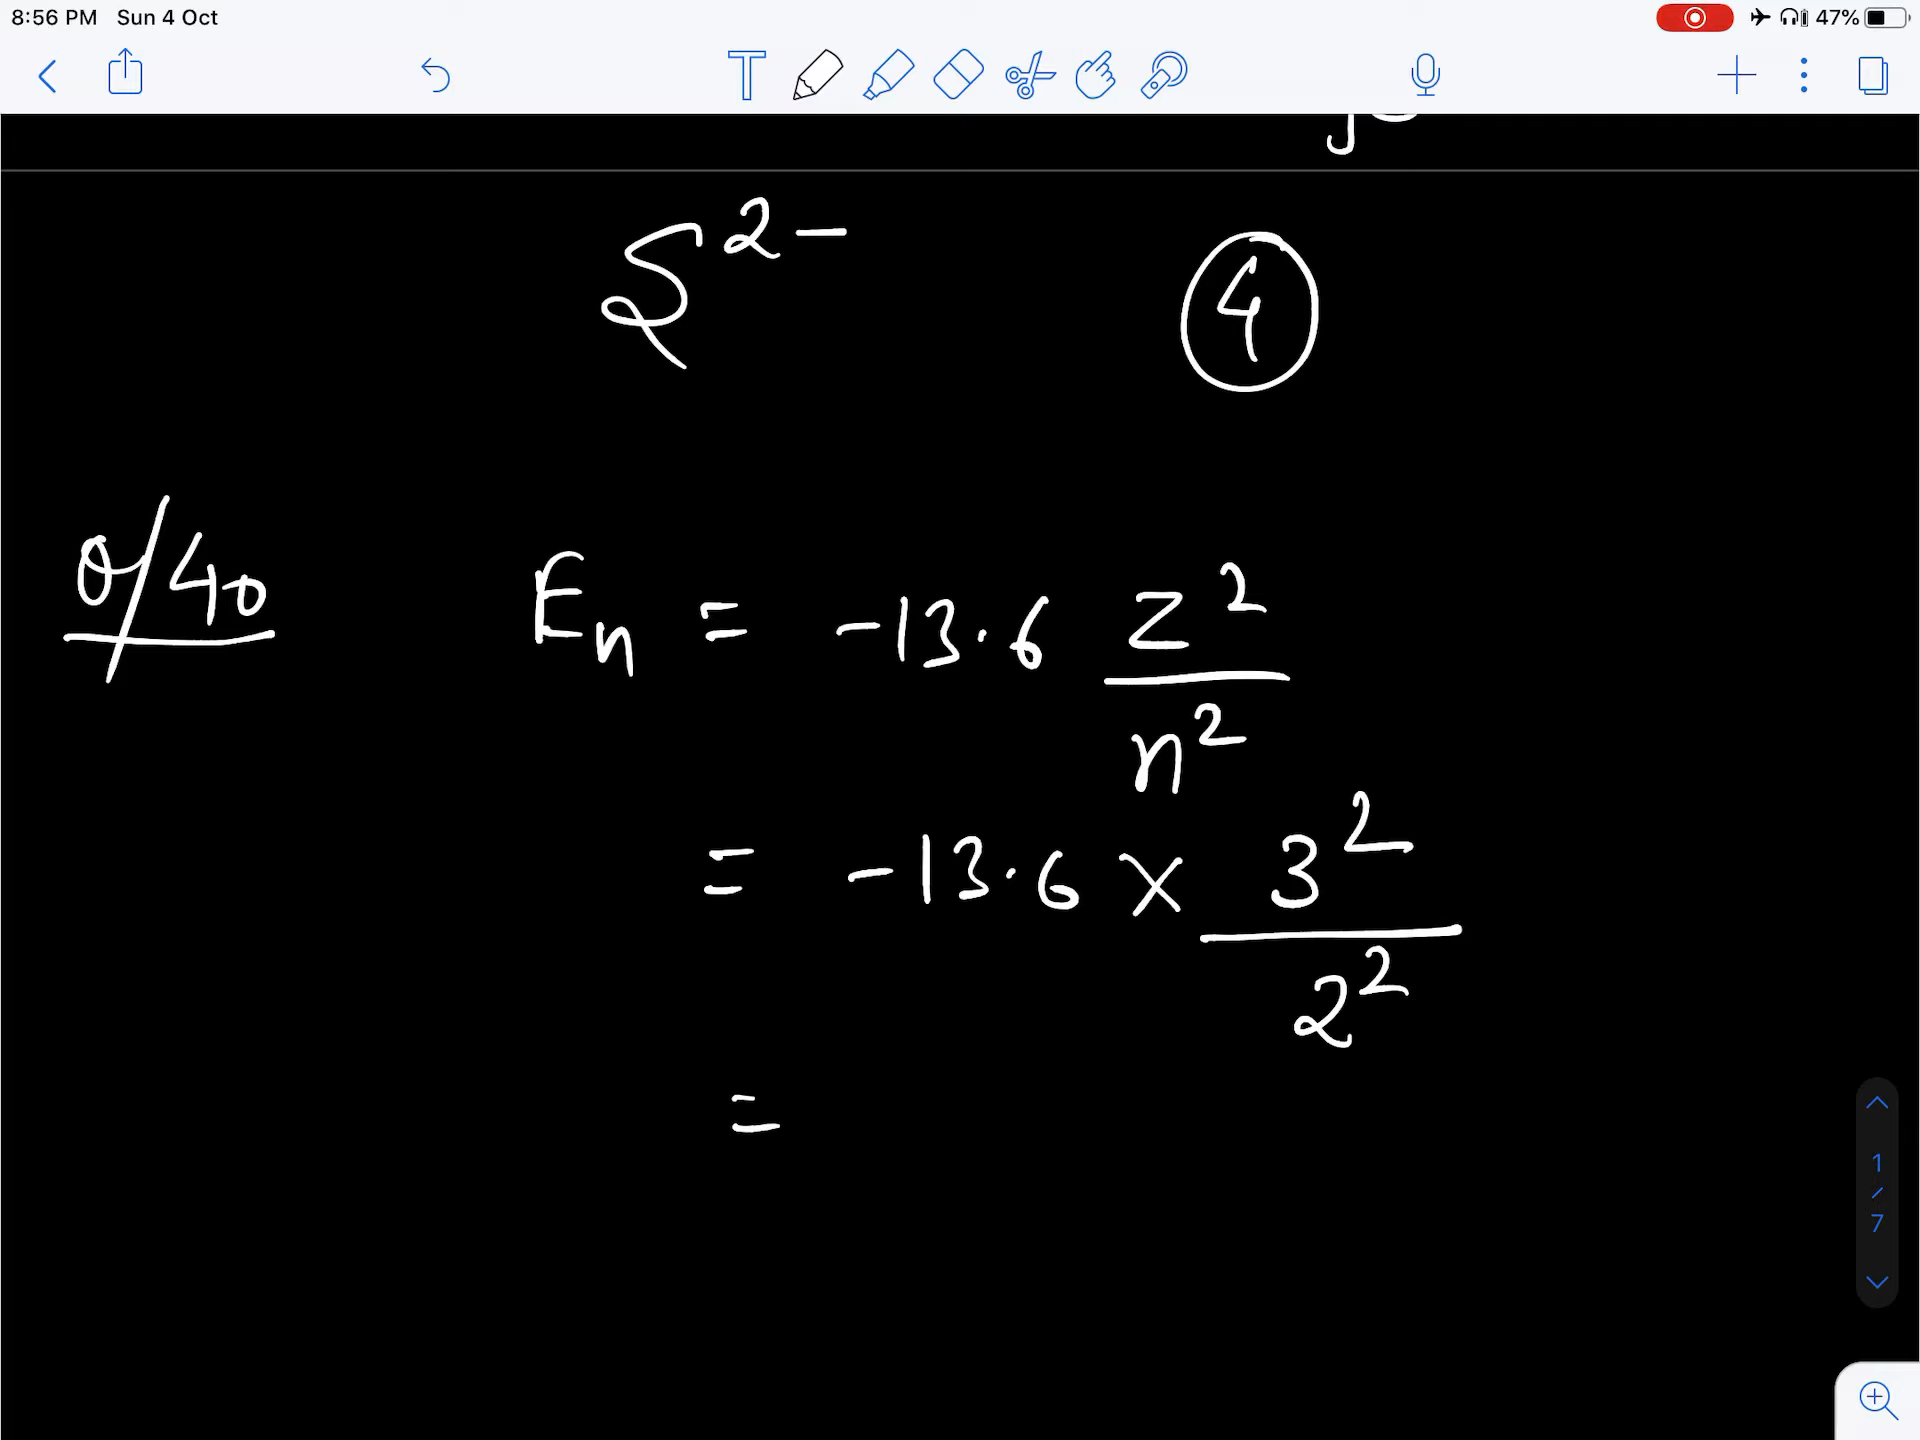 8:56 PM Sun 4 Oct 47%
T
S²⁻ ④
Q/40 Eₙ = -13.6 Z²/n²
= -13.6 × 3²/2²
=
1
/
7